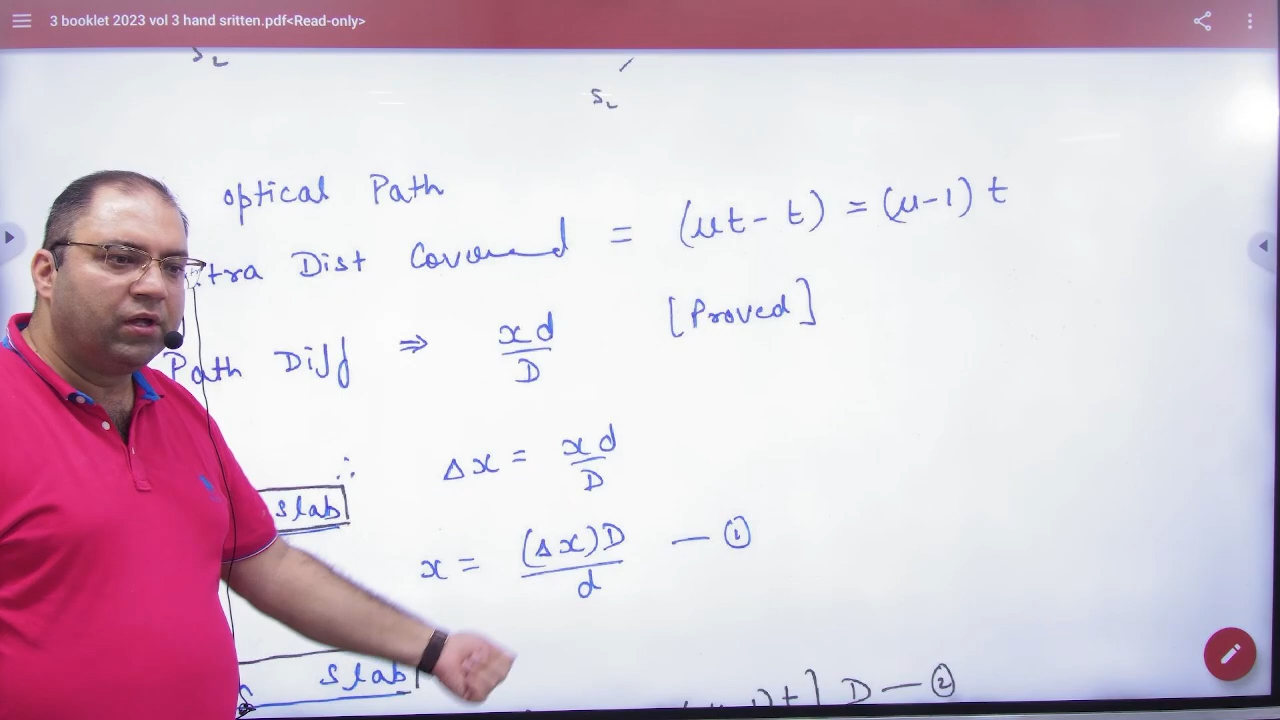 3 booklet 2023 vol 3 hand sritten.pdf<Read-only>
S₂
S₂
optical Path
tra Dist Covered = (μt - t) = (μ-1) t
Path Diff ⇒ xd/D [Proved]
∴ Δx = xd/D
slab
x = (Δx)D/d — ①
slab
)t] D — ②